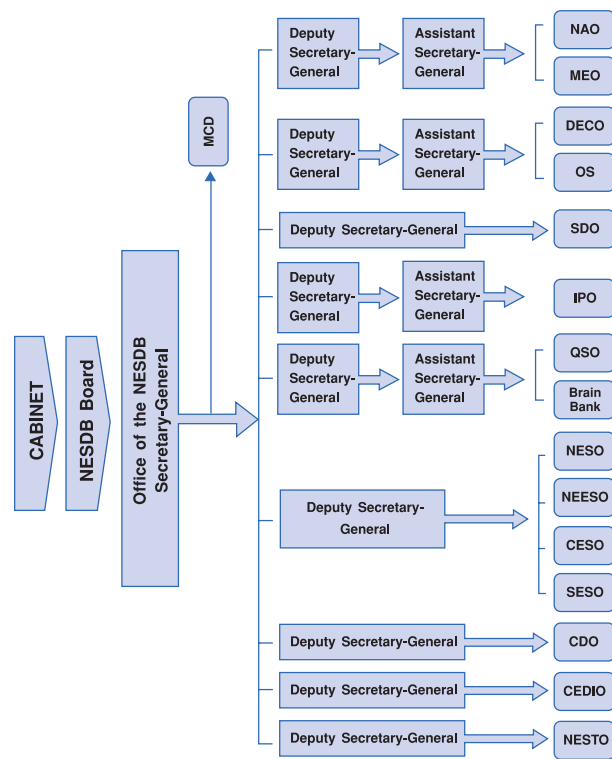 CABINET
NESDB Board
Office of the NESDB
Secretary-General
MCD
Deputy
Secretary-
General
Assistant
Secretary-
General
NAO
MEO
Deputy
Secretary-
General
Assistant
Secretary-
General
DECO
OS
Deputy Secretary-General
SDO
Deputy
Secretary-
General
Assistant
Secretary-
General
IPO
Deputy
Secretary-
General
Assistant
Secretary-
General
QSO
Brain
Bank
Deputy Secretary-
General
NESO
NEESO
CESO
SESO
Deputy Secretary-General
CDO
Deputy Secretary-General
CEDIO
Deputy Secretary-General
NESTO